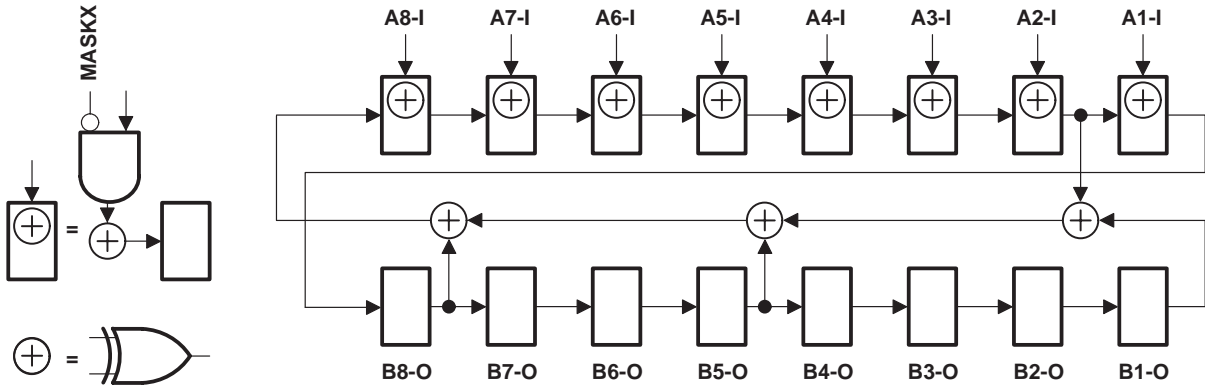 A8-I A7-I A6-I A5-I A4-I A3-I A2-I A1-I
MASKX
=
=
B8-O B7-O B6-O B5-O B4-O B3-O B2-O B1-O